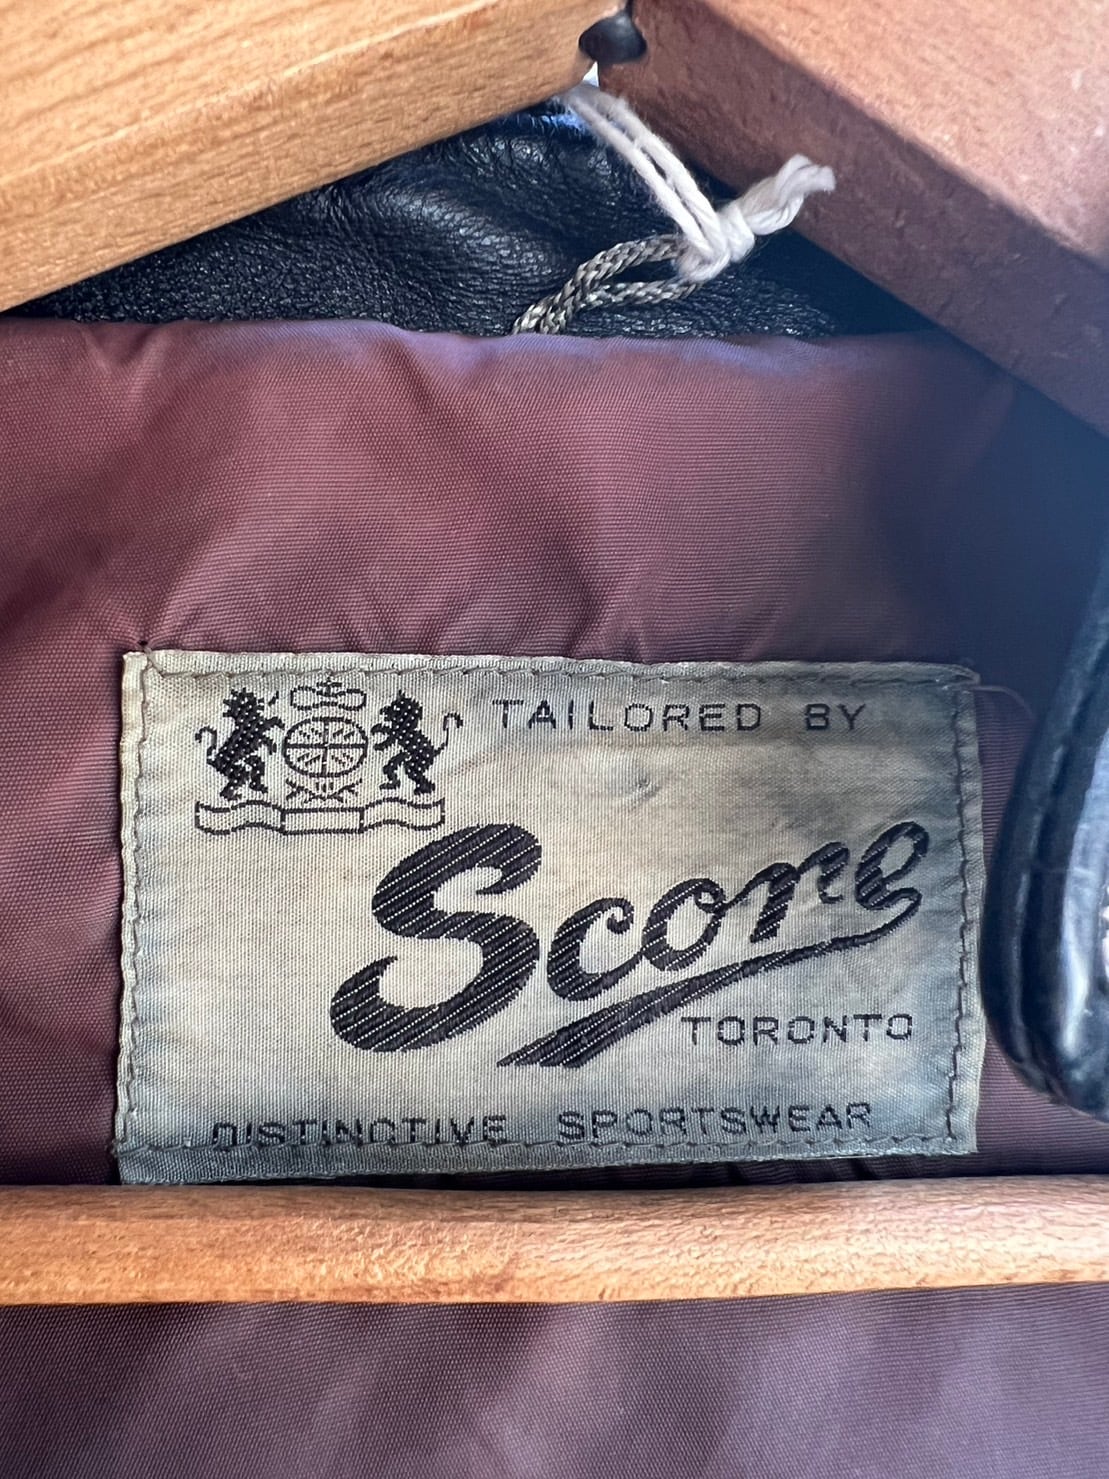 TAILORED BY
Score
TORONTO
DISTINCTIVE SPORTSWEAR